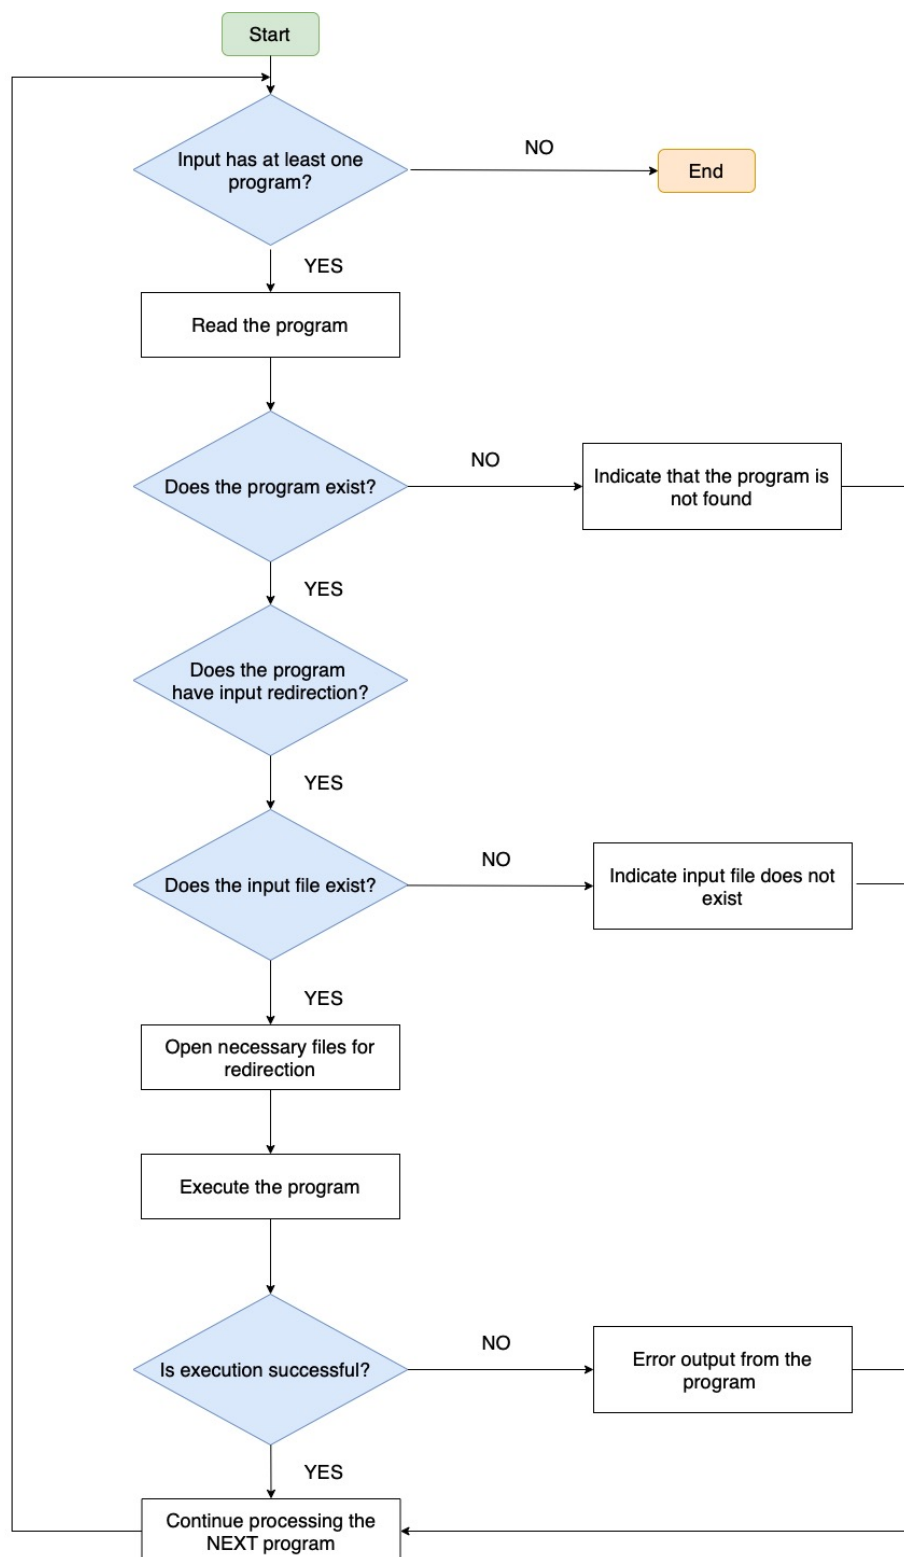 Start
Input has at least one
program?
NO
End
YES
Read the program
Does the program exist?
NO
Indicate that the program is
not found
YES
Does the program
have input redirection?
YES
Does the input file exist?
NO
Indicate input file does not
exist
YES
Open necessary files for
redirection
Execute the program
Is execution successful?
NO
Error output from the
program
YES
Continue processing the
NEXT program